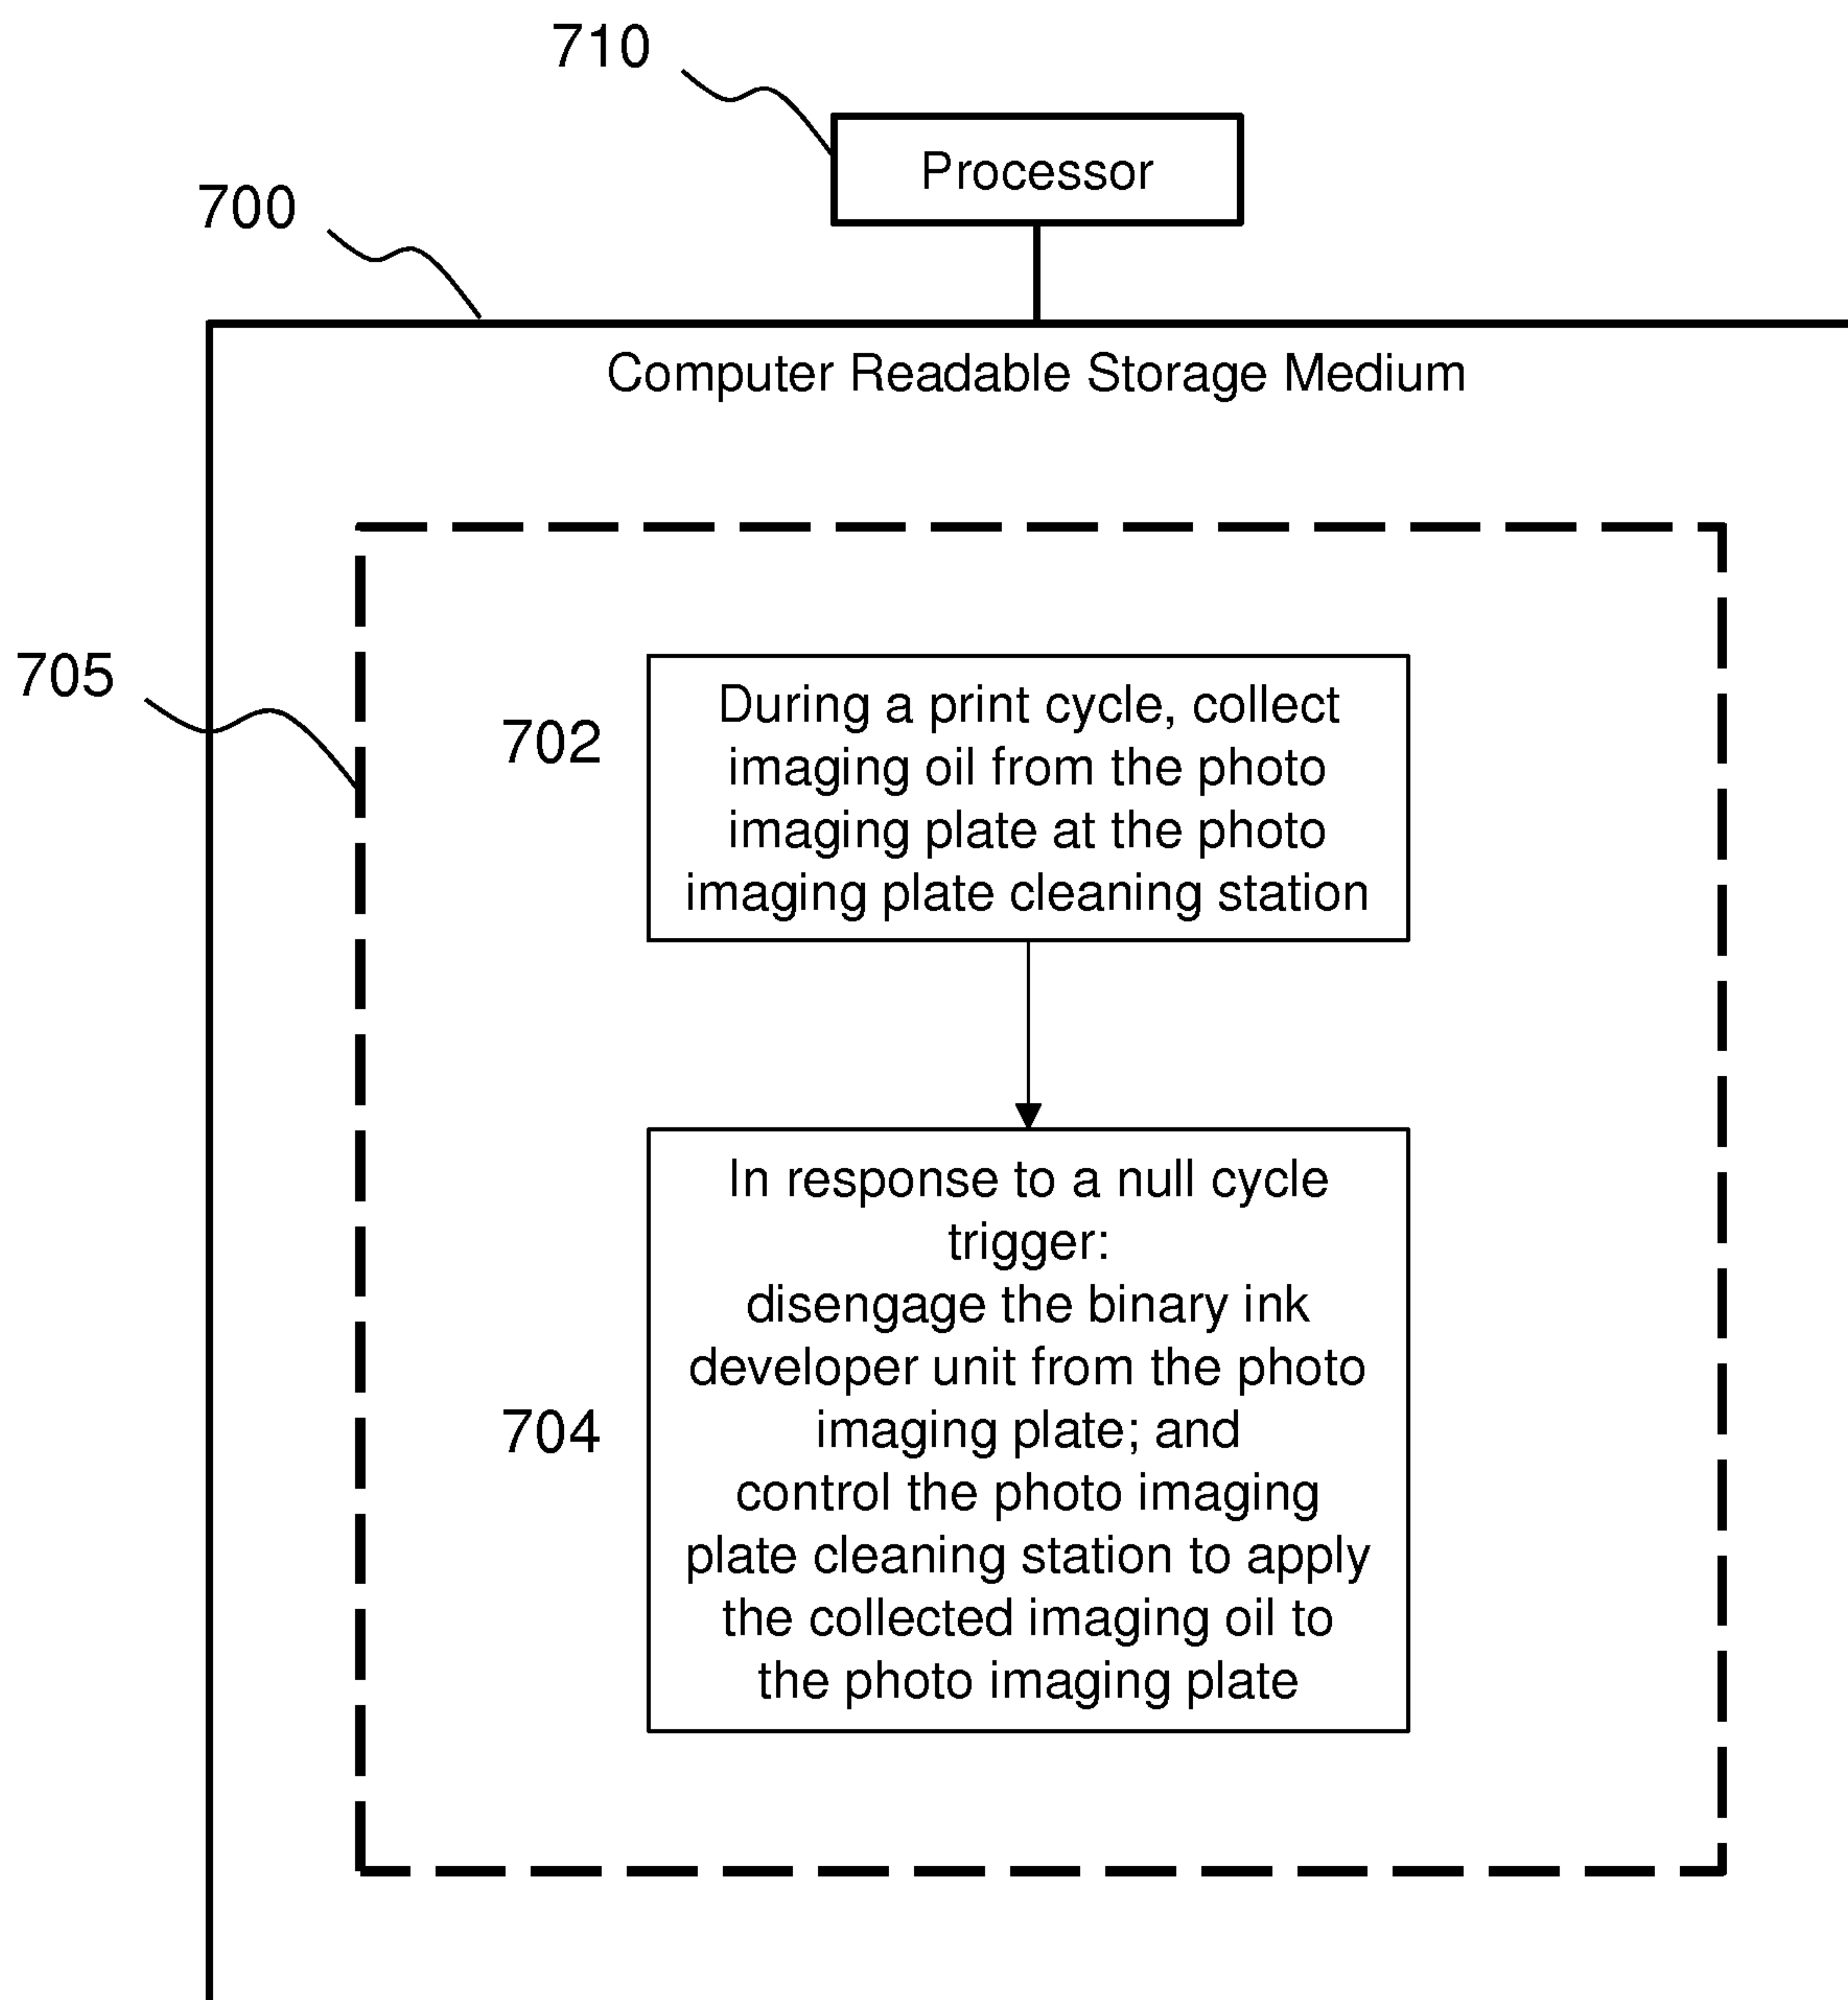 710
Processor
700
Computer Readable Storage Medium
705
702
During a print cycle, collect
imaging oil from the photo
imaging plate at the photo
imaging plate cleaning station
704
In response to a null cycle
trigger:
disengage the binary ink
developer unit from the photo
imaging plate; and
control the photo imaging
plate cleaning station to apply
the collected imaging oil to
the photo imaging plate